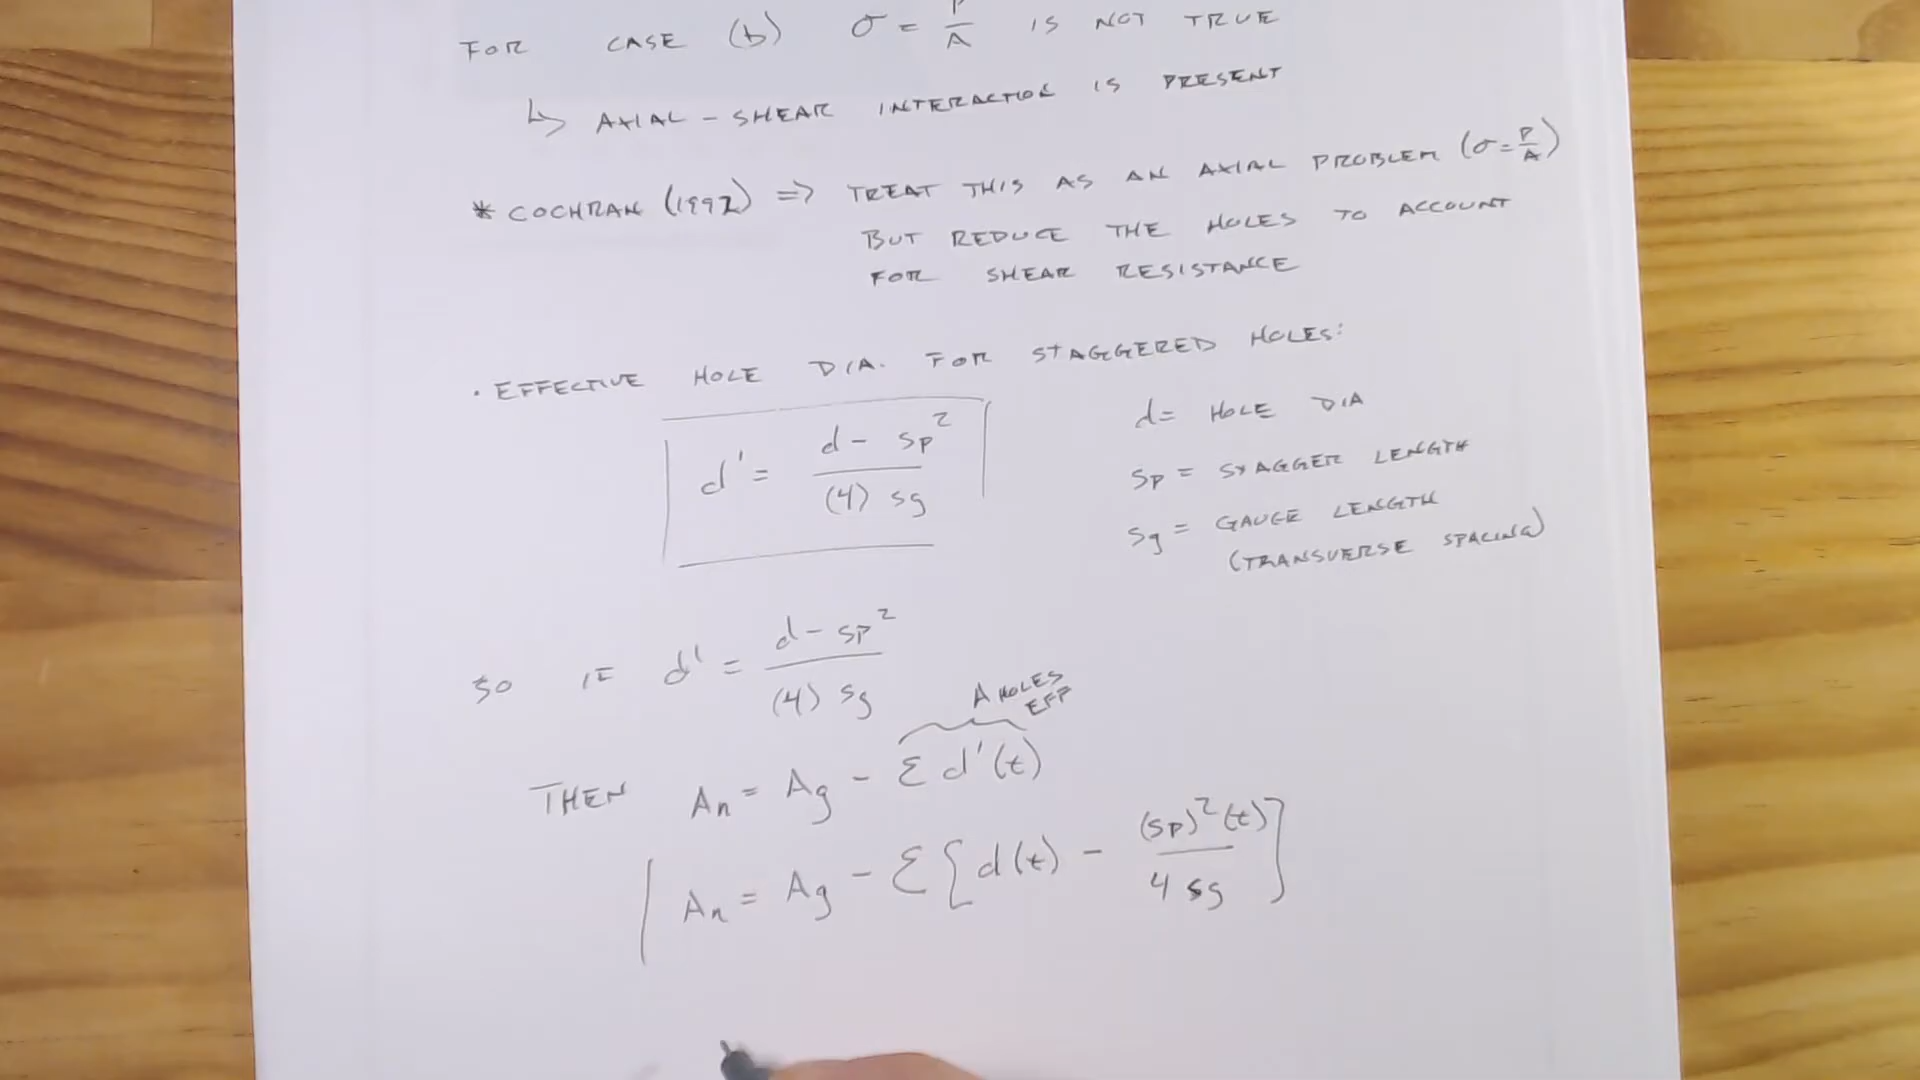 FOR CASE (b) σ = P/A IS NOT TRUE
↳ AXIAL - SHEAR INTERACTION IS PRESENT
* COCHRAN (1992) => TREAT THIS AS AN AXIAL PROBLEM (σ = P/A)
BUT REDUCE THE HOLES TO ACCOUNT
FOR SHEAR RESISTANCE
• EFFECTIVE HOLE DIA. FOR STAGGERED HOLES:
d' = (d - sp²)/((4) sg)
d = HOLE DIA
sp = STAGGER LENGTH
sg = GAUGE LENGTH
(TRANSVERSE SPACING)
SO IF d' = (d - sp²)/((4) sg)
A HOLES
EFF
THEN An = Ag - Σ d'(t)
An = Ag - Σ [d(t) - (sp)²(t)/4 sg]